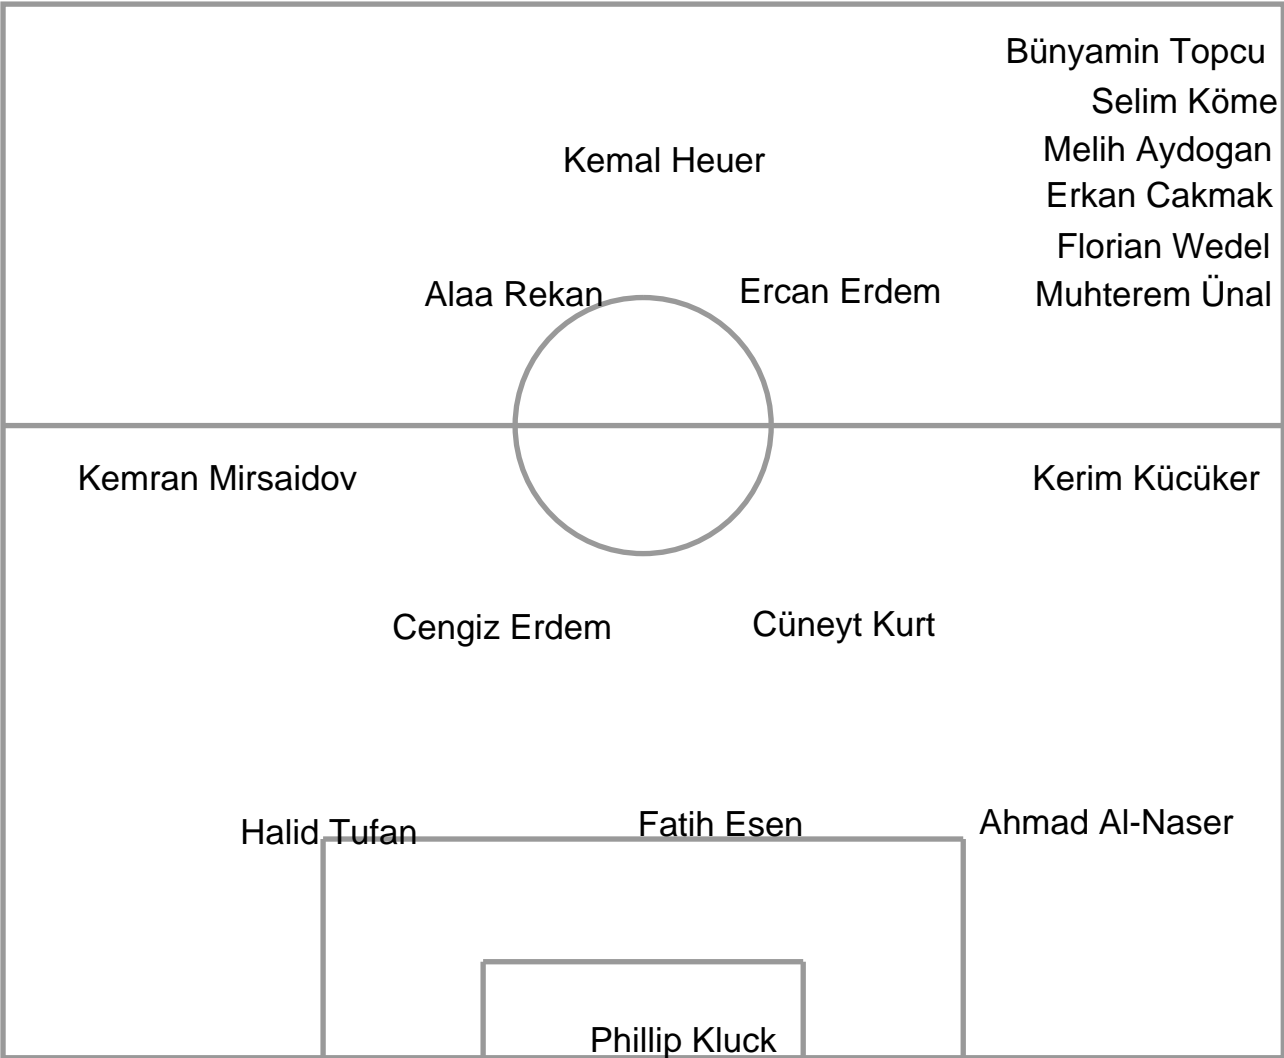 Bünyamin Topcu
Selim Köme
Melih Aydogan
Kemal Heuer
Erkan Cakmak
Florian Wedel
Alaa Rekan
Ercan Erdem
Muhterem Ünal
Kemran Mirsaidov
Kerim Kücüker
Cengiz Erdem
Cüneyt Kurt
Halid Tufan
Fatih Esen
Ahmad Al-Naser
Phillip Kluck